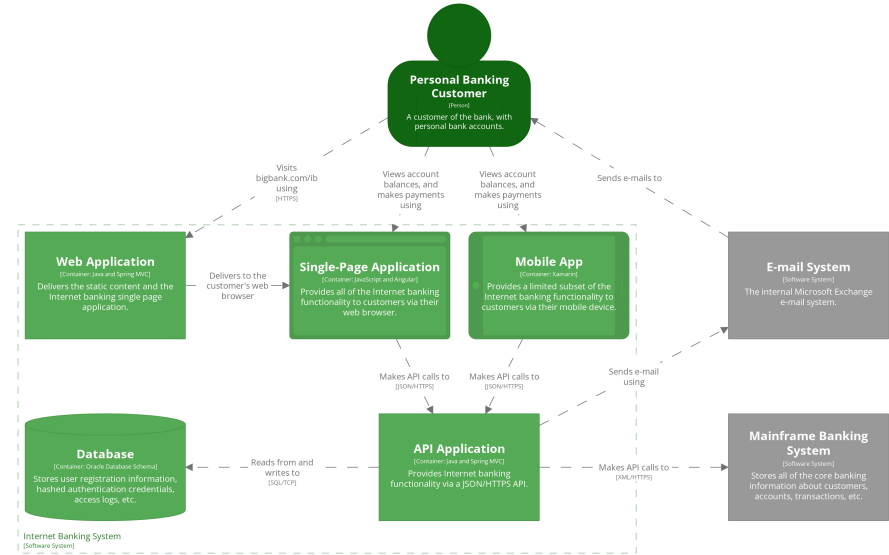 Personal Banking
Customer
[Person]
A customer of the bank, with
personal bank accounts.
Visits
bigbank.com/ib
using
[HTTPS]
Views account
balances, and
makes payments
using
Views account
balances, and
makes payments
using
Sends e-mails to
Web Application
[Container: Java and Spring MVC]
Delivers the static content and the
Internet banking single page
application.
Delivers to the
customer's web
browser
Single-Page Application
[Container: JavaScript and Angular]
Provides all of the Internet banking
functionality to customers via their
web browser.
Mobile App
[Container: Xamarin]
Provides a limited subset of the
Internet banking functionality to
customers via their mobile device.
E-mail System
[Software System]
The internal Microsoft Exchange
e-mail system.
Makes API calls to
[JSON/HTTPS]
Makes API calls to
[JSON/HTTPS]
Sends e-mail
using
Database
[Container: Oracle Database Schema]
Stores user registration information,
hashed authentication credentials,
access logs, etc.
Reads from and
writes to
[SQL/TCP]
API Application
[Container: Java and Spring MVC]
Provides Internet banking
functionality via a JSON/HTTPS API.
Makes API calls to
[XML/HTTPS]
Mainframe Banking
System
[Software System]
Stores all of the core banking
information about customers,
accounts, transactions, etc.
Internet Banking System
[Software System]